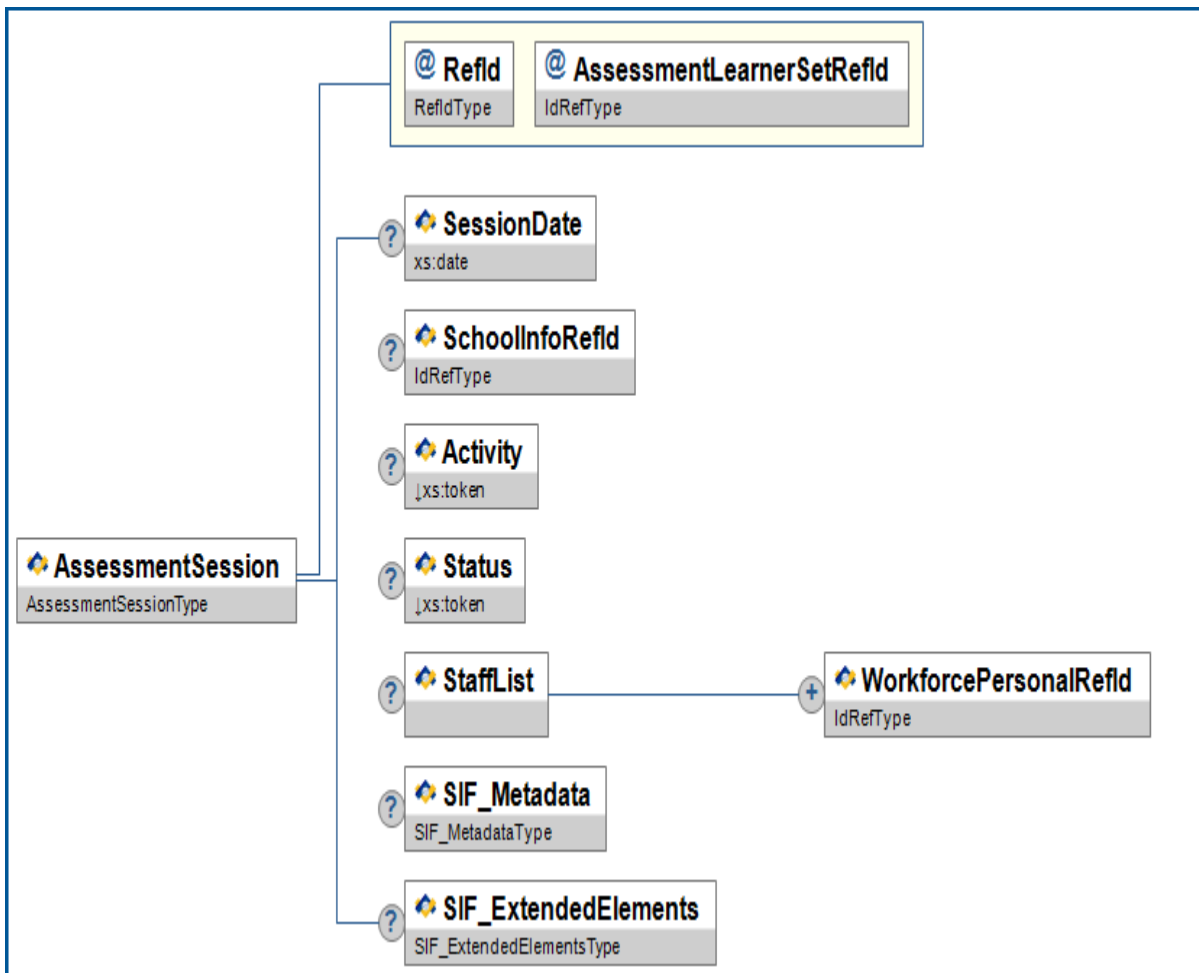 @ RefId
RefIdType
@ AssessmentLearnerSetRefId
IdRefType
? SessionDate
xs:date
? SchoolInfoRefId
IdRefType
? Activity
↓xs:token
AssessmentSession
AssessmentSessionType
? Status
↓xs:token
? StaffList
+ WorkforcePersonalRefId
IdRefType
? SIF_Metadata
SIF_MetadataType
? SIF_ExtendedElements
SIF_ExtendedElementsType